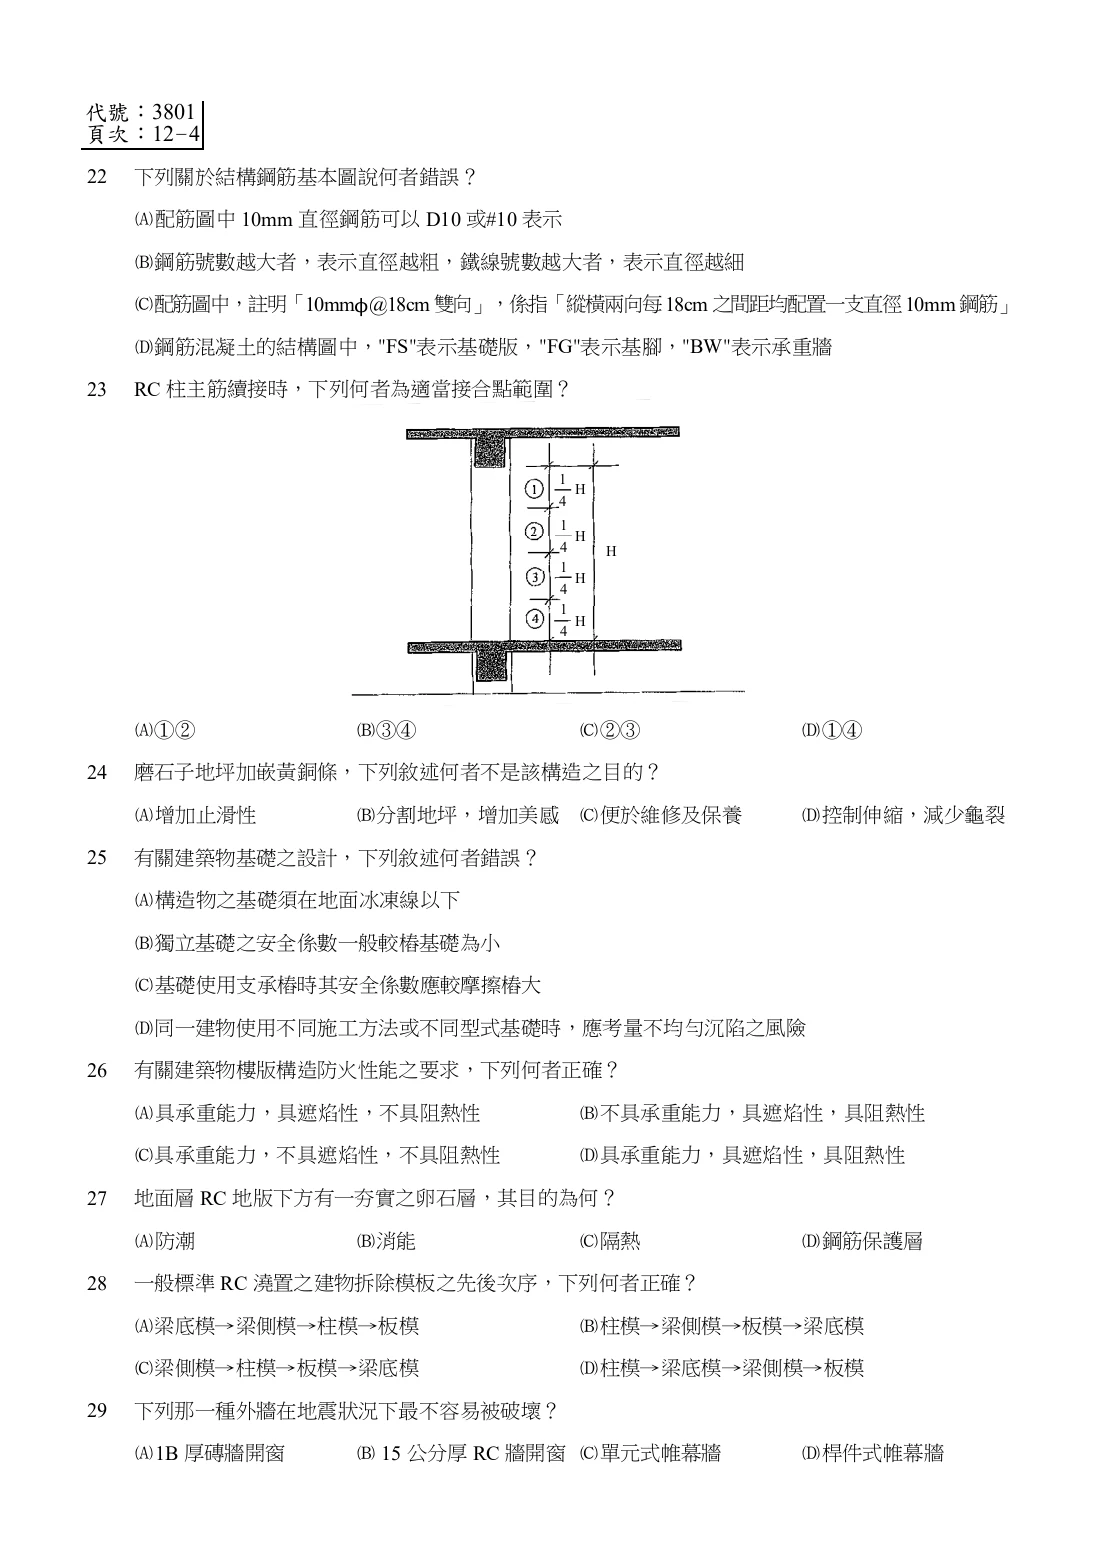 代號：3801
頁次：12－4
22 下列關於結構鋼筋基本圖說何者錯誤？
(A)配筋圖中 10mm 直徑鋼筋可以 D10 或#10 表示
(B)鋼筋號數越大者，表示直徑越粗，鐵線號數越大者，表示直徑越細
(C)配筋圖中，註明「10mmφ@18cm 雙向」，係指「縱橫兩向每 18cm 之間距均配置一支直徑 10mm 鋼筋」
(D)鋼筋混凝土的結構圖中，"FS"表示基礎版，"FG"表示基腳，"BW"表示承重牆
23 RC 柱主筋續接時，下列何者為適當接合點範圍？
① 1/4 H
② 1/4 H
H
③ 1/4 H
④ 1/4 H
(A)①② (B)③④ (C)②③ (D)①④
24 磨石子地坪加嵌黃銅條，下列敘述何者不是該構造之目的？
(A)增加止滑性 (B)分割地坪，增加美感 (C)便於維修及保養 (D)控制伸縮，減少龜裂
25 有關建築物基礎之設計，下列敘述何者錯誤？
(A)構造物之基礎須在地面冰凍線以下
(B)獨立基礎之安全係數一般較樁基礎為小
(C)基礎使用支承樁時其安全係數應較摩擦樁大
(D)同一建物使用不同施工方法或不同型式基礎時，應考量不均勻沉陷之風險
26 有關建築物樓版構造防火性能之要求，下列何者正確？
(A)具承重能力，具遮焰性，不具阻熱性 (B)不具承重能力，具遮焰性，具阻熱性
(C)具承重能力，不具遮焰性，不具阻熱性 (D)具承重能力，具遮焰性，具阻熱性
27 地面層 RC 地版下方有一夯實之卵石層，其目的為何？
(A)防潮 (B)消能 (C)隔熱 (D)鋼筋保護層
28 一般標準 RC 澆置之建物拆除模板之先後次序，下列何者正確？
(A)梁底模→梁側模→柱模→板模 (B)柱模→梁側模→板模→梁底模
(C)梁側模→柱模→板模→梁底模 (D)柱模→梁底模→梁側模→板模
29 下列那一種外牆在地震狀況下最不容易被破壞？
(A)1B 厚磚牆開窗 (B) 15 公分厚 RC 牆開窗 (C)單元式帷幕牆 (D)桿件式帷幕牆